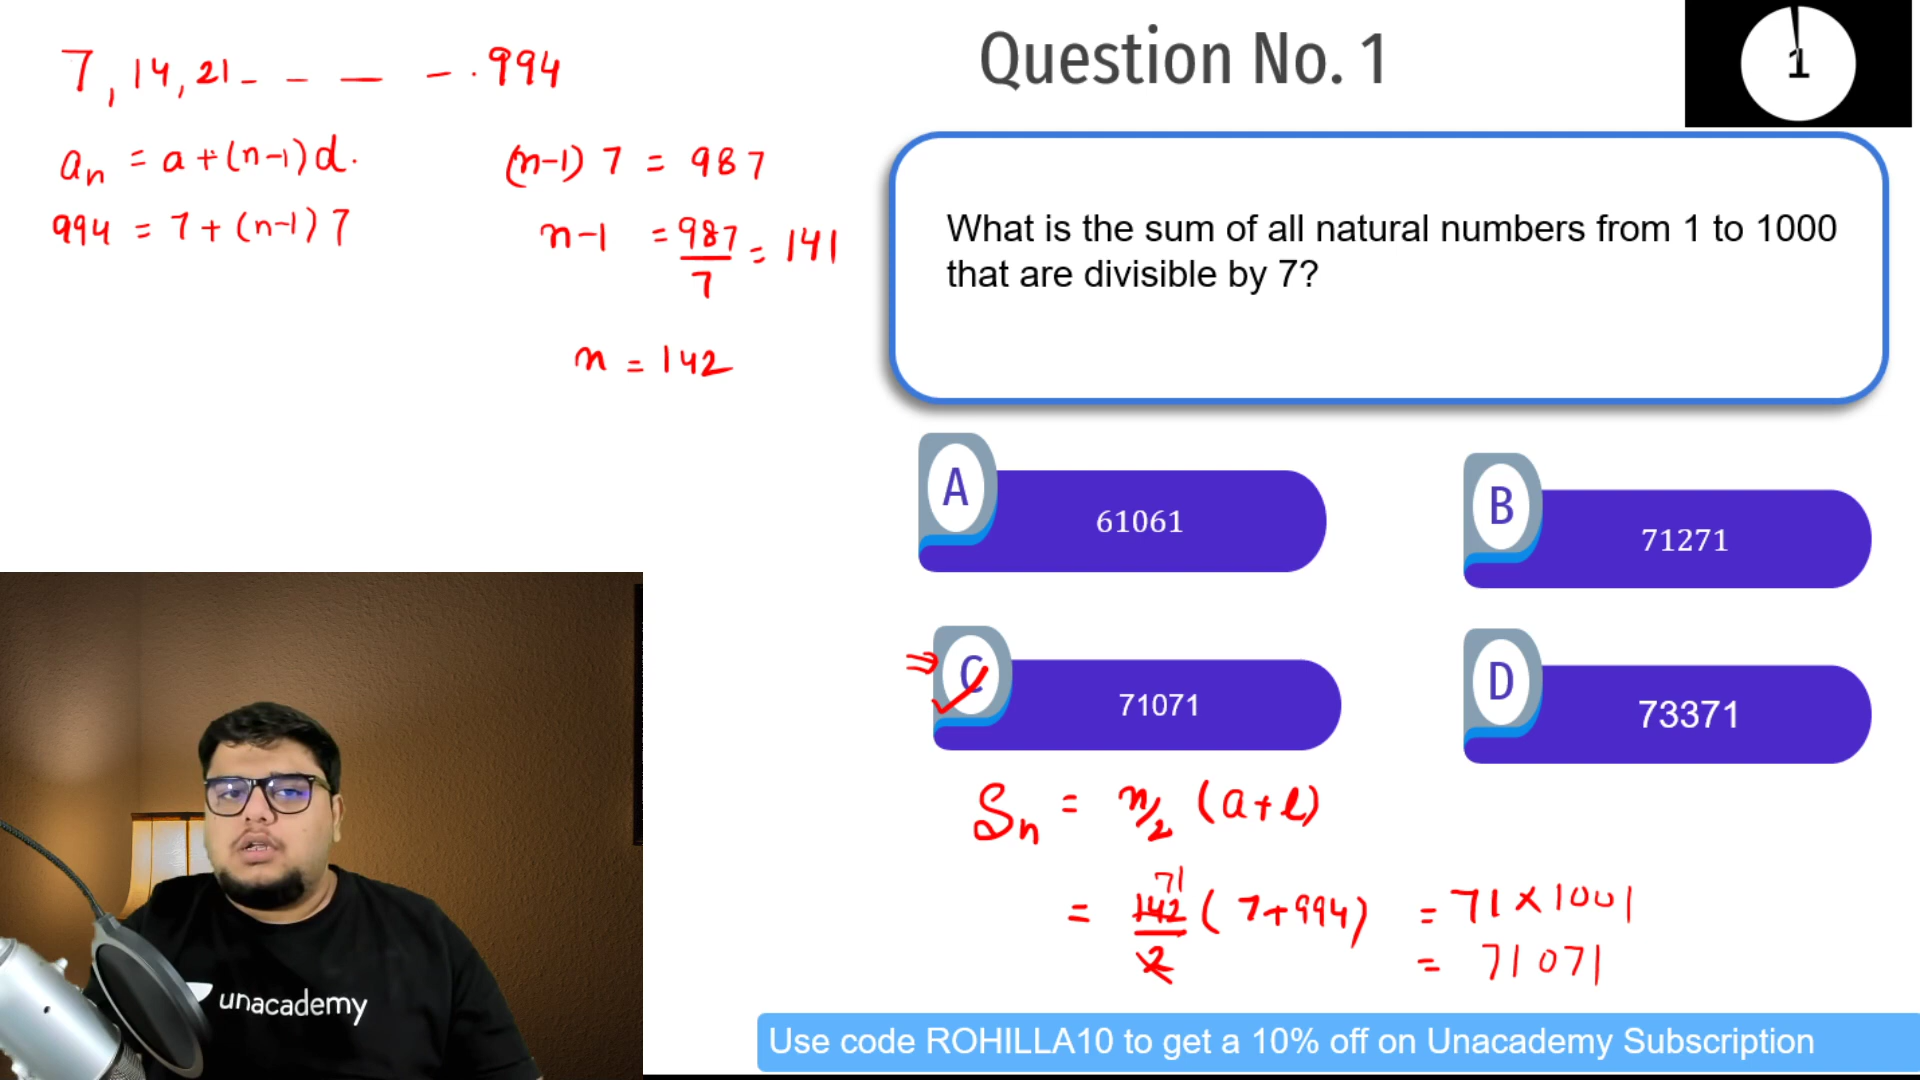 7, 14, 21 - - — - . 994
aₙ = a + (n-1) d.
994 = 7 + (n-1) 7
(n-1) 7 = 987
n-1 = 987/7 = 141
n = 142
Question No. 1
1
What is the sum of all natural numbers from 1 to 1000
that are divisible by 7?
A
61061
B
71271
⇒ C ✓
71071
D
73371
Sₙ = n/2 (a+l)
71
= 142/2 (7+994) = 71 × 1001
= 71071
unacademy
Use code ROHILLA10 to get a 10% off on Unacademy Subscription